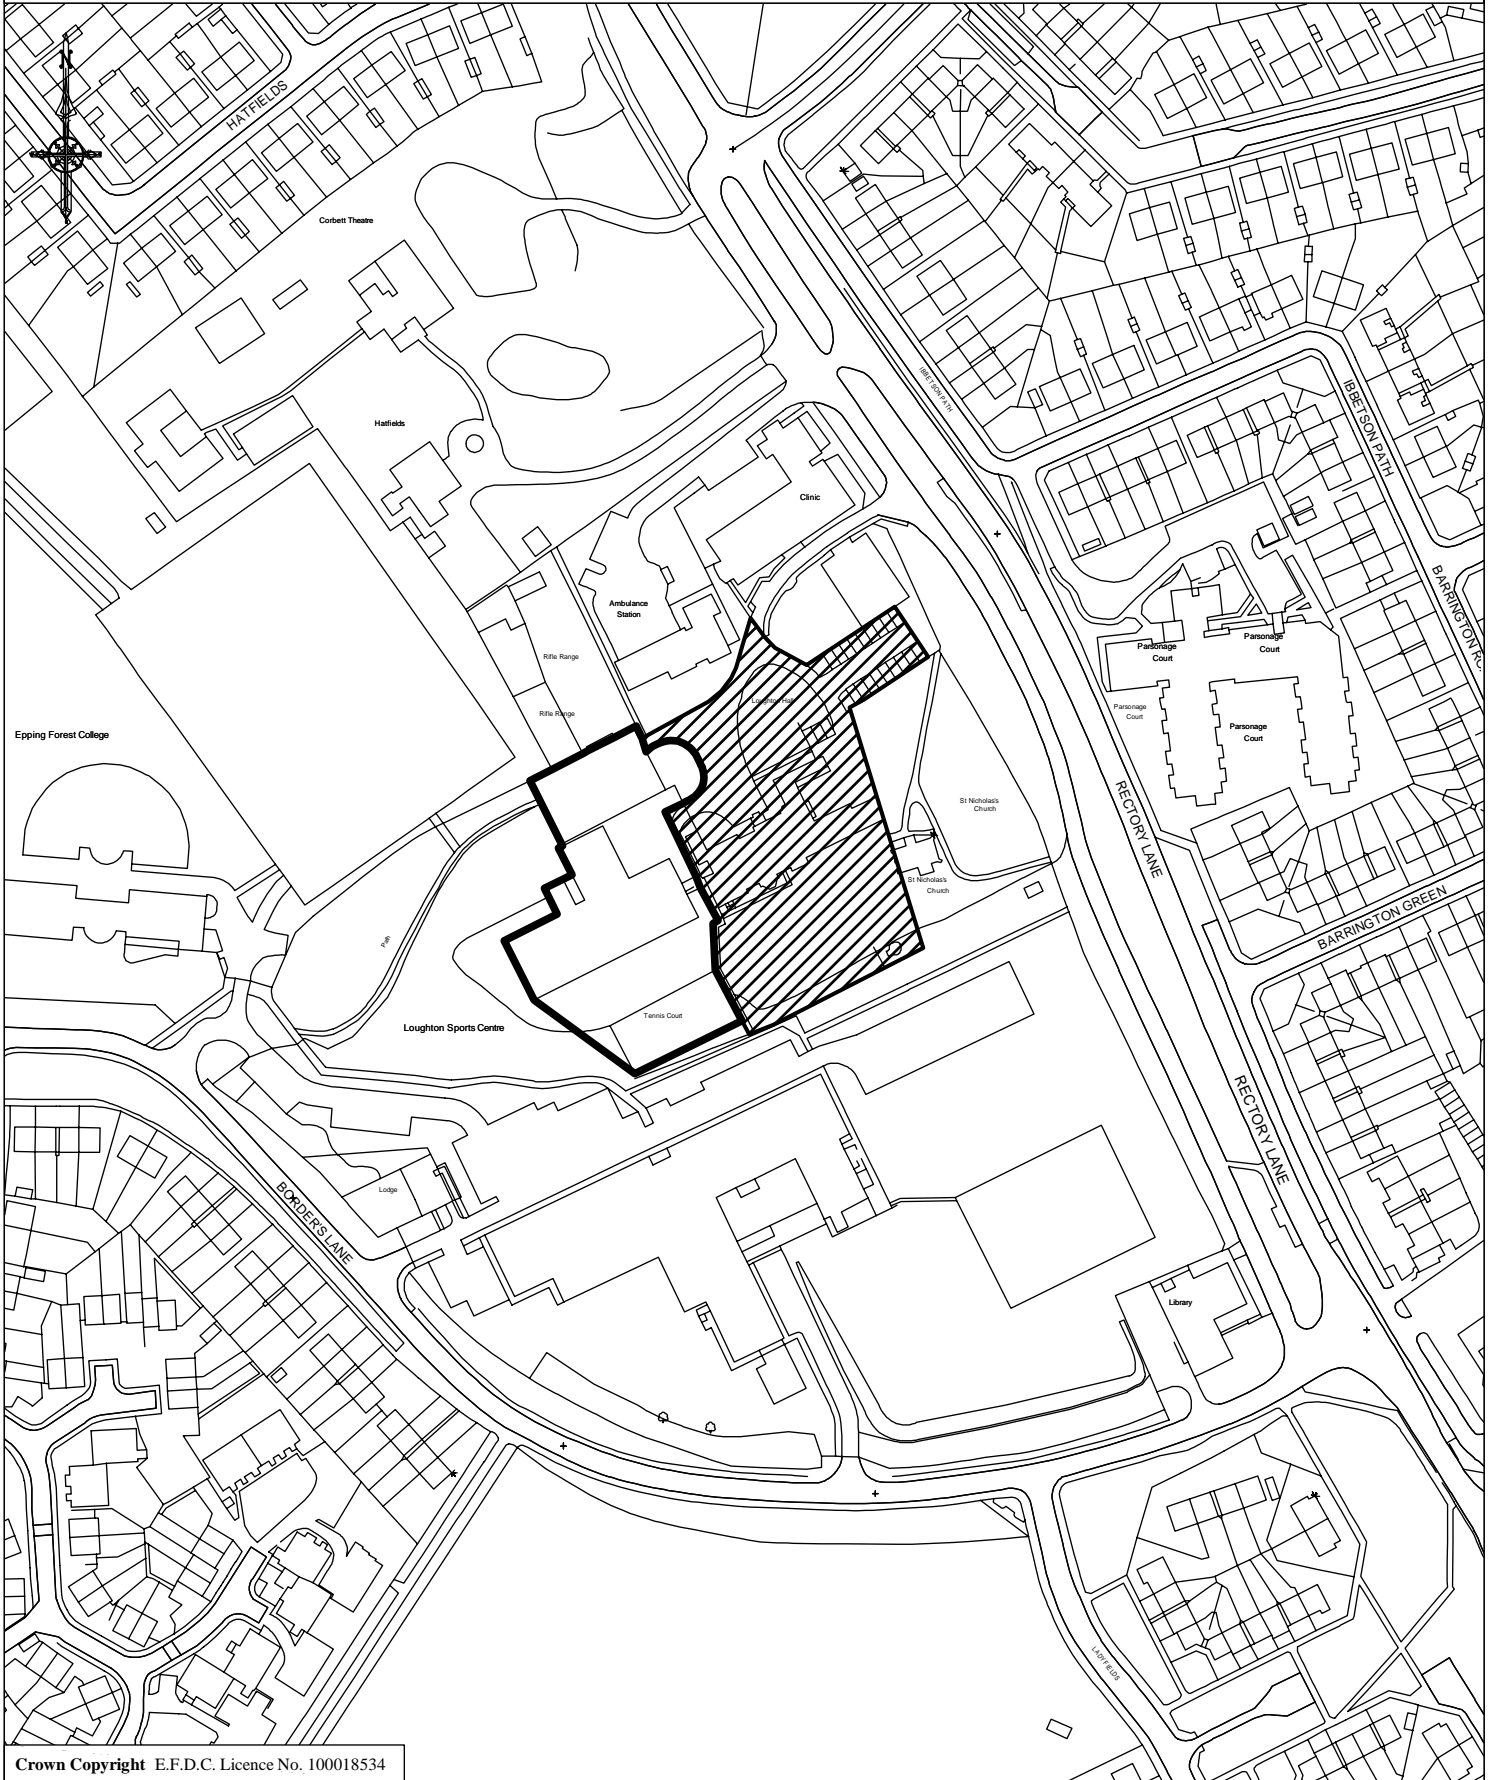 HATFIELDS
Corbett Theatre
IBBETSON PATH
IBBETSON PATH
Hatfields
Clinic
BARRINGTON RO
Ambulance
Station
Parsonage
Court
Parsonage
Court
Rifle Range
Rifle Range
Loughton Hall
Parsonage
Court
Parsonage
Court
Epping Forest College
RECTORY LANE
St Nicholas's
Church
St Nicholas's
Church
BARRINGTON GREEN
Path
Tennis Court
Loughton Sports Centre
RECTORY LANE
Lodge
BORDER'S LANE
Library
LADYFIELDS
Crown Copyright E.F.D.C. Licence No. 100018534